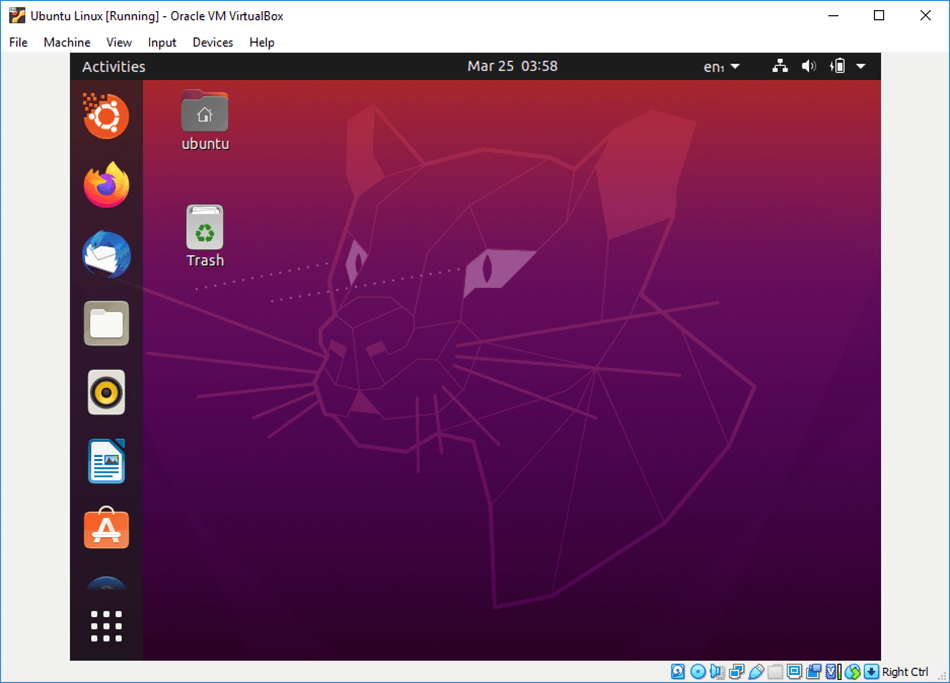 Ubuntu Linux [Running] - Oracle VM VirtualBox
File Machine View Input Devices Help
Activities Mar 25 03:58 en₁
ubuntu
Trash
Right Ctrl